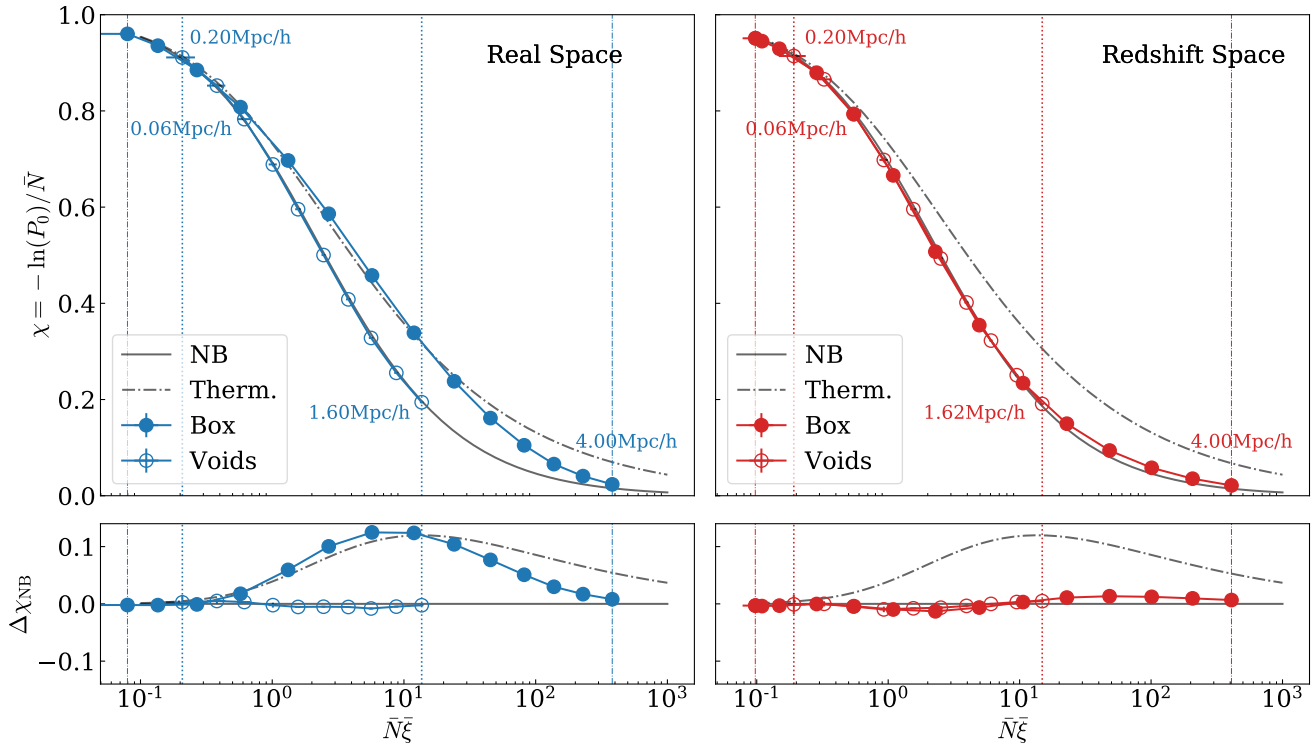 1.0
0.8
0.6
0.4
0.2
0.0
χ = − ln(P₀)/N̄
Real Space
0.20Mpc/h
0.06Mpc/h
1.60Mpc/h
4.00Mpc/h
NB
Therm.
Box
Voids
Redshift Space
0.20Mpc/h
0.06Mpc/h
1.62Mpc/h
4.00Mpc/h
NB
Therm.
Box
Voids
0.1
0.0
−0.1
Δχ_NB
10⁻¹ 10⁰ 10¹ 10² 10³
N̄ξ̄
10⁻¹ 10⁰ 10¹ 10² 10³
N̄ξ̄